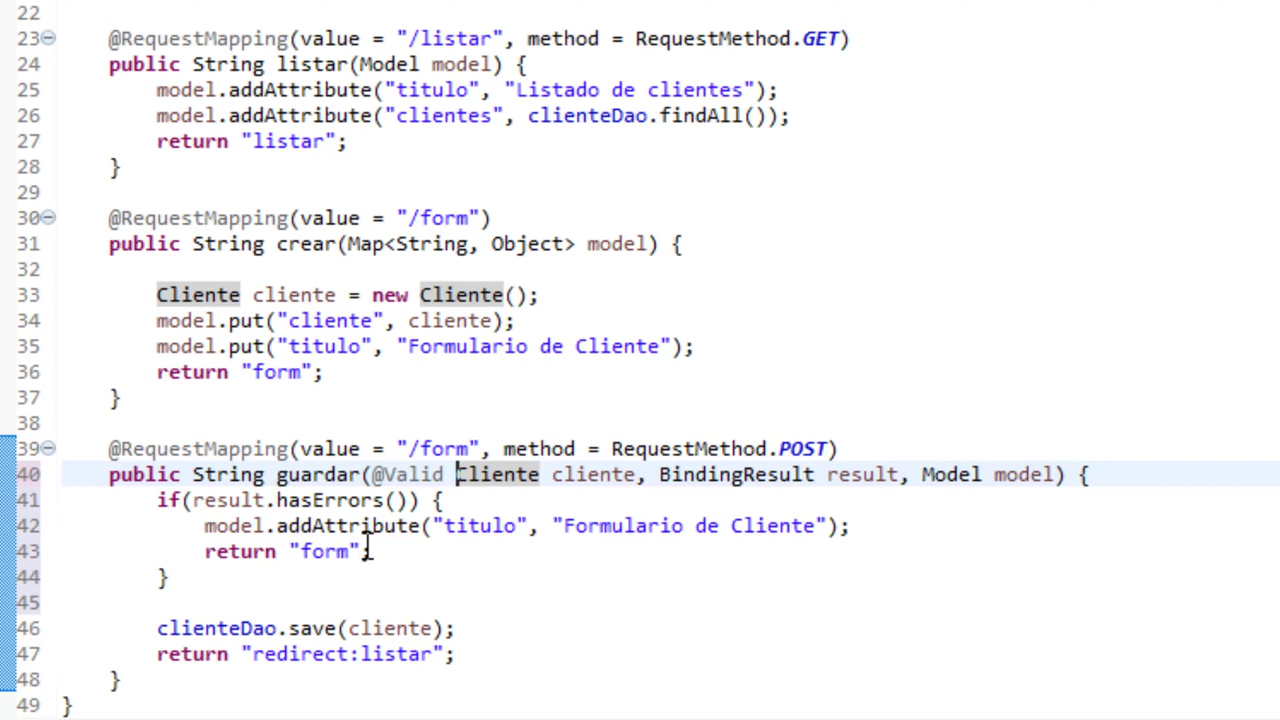 22
23 @RequestMapping(value = "/listar", method = RequestMethod.GET)
24 public String listar(Model model) {
25 model.addAttribute("titulo", "Listado de clientes");
26 model.addAttribute("clientes", clienteDao.findAll());
27 return "listar";
28 }
29
30 @RequestMapping(value = "/form")
31 public String crear(Map<String, Object> model) {
32
33 Cliente cliente = new Cliente();
34 model.put("cliente", cliente);
35 model.put("titulo", "Formulario de Cliente");
36 return "form";
37 }
38
39 @RequestMapping(value = "/form", method = RequestMethod.POST)
40 public String guardar(@Valid Cliente cliente, BindingResult result, Model model) {
41 if(result.hasErrors()) {
42 model.addAttribute("titulo", "Formulario de Cliente");
43 return "form";
44 }
45
46 clienteDao.save(cliente);
47 return "redirect:listar";
48 }
49 }